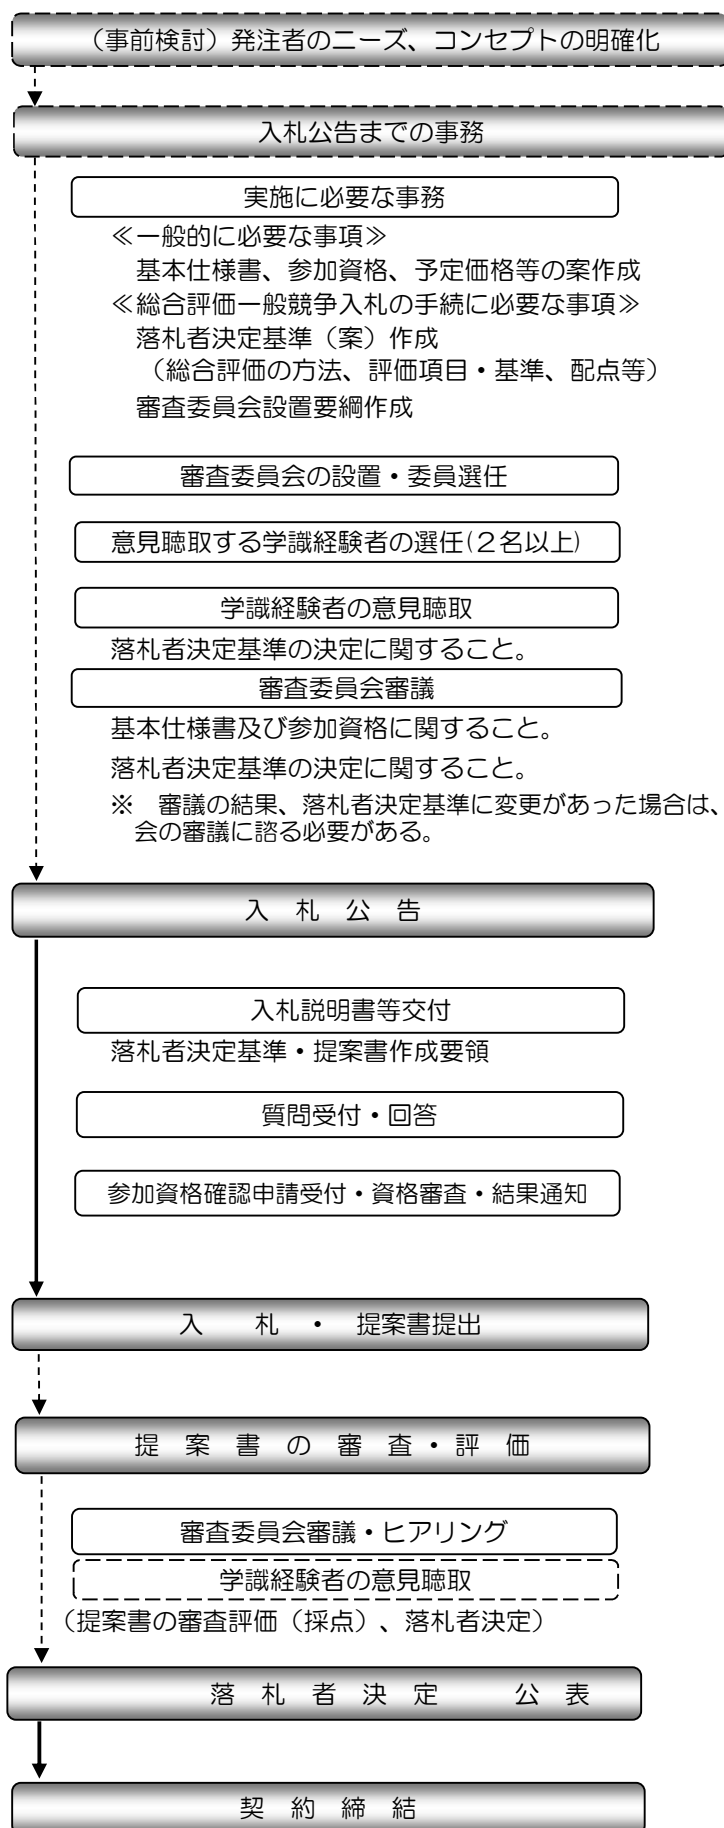 （事前検討）発注者のニーズ、コンセプトの明確化
入札公告までの事務
実施に必要な事務
≪一般的に必要な事項≫
基本仕様書、参加資格、予定価格等の案作成
≪総合評価一般競争入札の手続に必要な事項≫
落札者決定基準（案）作成
（総合評価の方法、評価項目・基準、配点等）
審査委員会設置要綱作成
審査委員会の設置・委員選任
意見聴取する学識経験者の選任(２名以上)
学識経験者の意見聴取
落札者決定基準の決定に関すること。
審査委員会審議
基本仕様書及び参加資格に関すること。
落札者決定基準の決定に関すること。
※　審議の結果、落札者決定基準に変更があった場合は、
会の審議に諮る必要がある。
入　札　公　告
入札説明書等交付
落札者決定基準・提案書作成要領
質問受付・回答
参加資格確認申請受付・資格審査・結果通知
入　　札　・　提案書提出
提　案　書　の　審　査・評　価
審査委員会審議・ヒアリング
学識経験者の意見聴取
（提案書の審査評価（採点）、落札者決定）
落　札　者　決　定　　　公　表
契　約　締　結